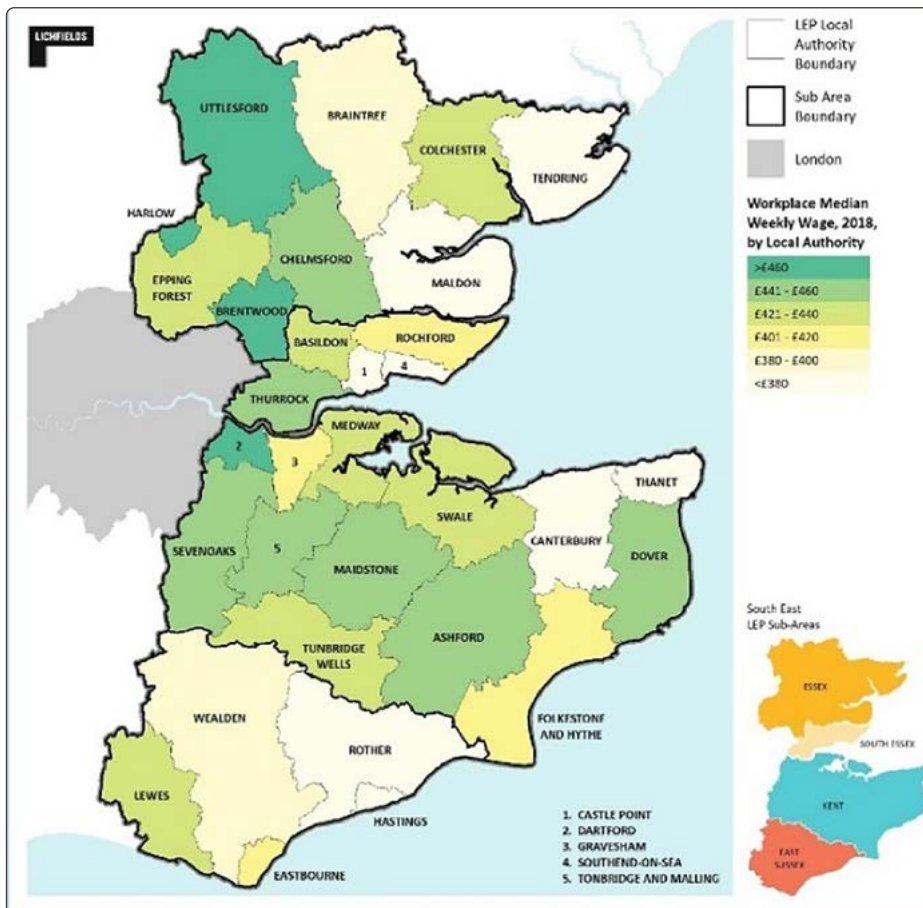 LICHFIELDS
UTTLESFORD
BRAINTREE
COLCHESTER
TENDRING
HARLOW
CHELMSFORD
EPPING
FOREST
MALDON
BRENTWOOD
BASILDON
ROCHFORD
1
4
THURROCK
MEDWAY
2
3
SWALE
THANET
CANTERBURY
SEVENOAKS
5
MAIDSTONE
DOVER
ASHFORD
TUNBRIDGE
WELLS
WEALDEN
FOLKESTONE
AND HYTHE
ROTHER
LEWES
HASTINGS
EASTBOURNE
1. CASTLE POINT
2. DARTFORD
3. GRAVESHAM
4. SOUTHEND-ON-SEA
5. TONBRIDGE AND MALLING
LEP Local
Authority
Boundary
Sub Area
Boundary
London
Workplace Median
Weekly Wage, 2018,
by Local Authority
>£460
£441 - £460
£421 - £440
£401 - £420
£380 - £400
<£380
South East
LEP Sub-Areas
ESSEX
SOUTH ESSEX
KENT
EAST
SUSSEX